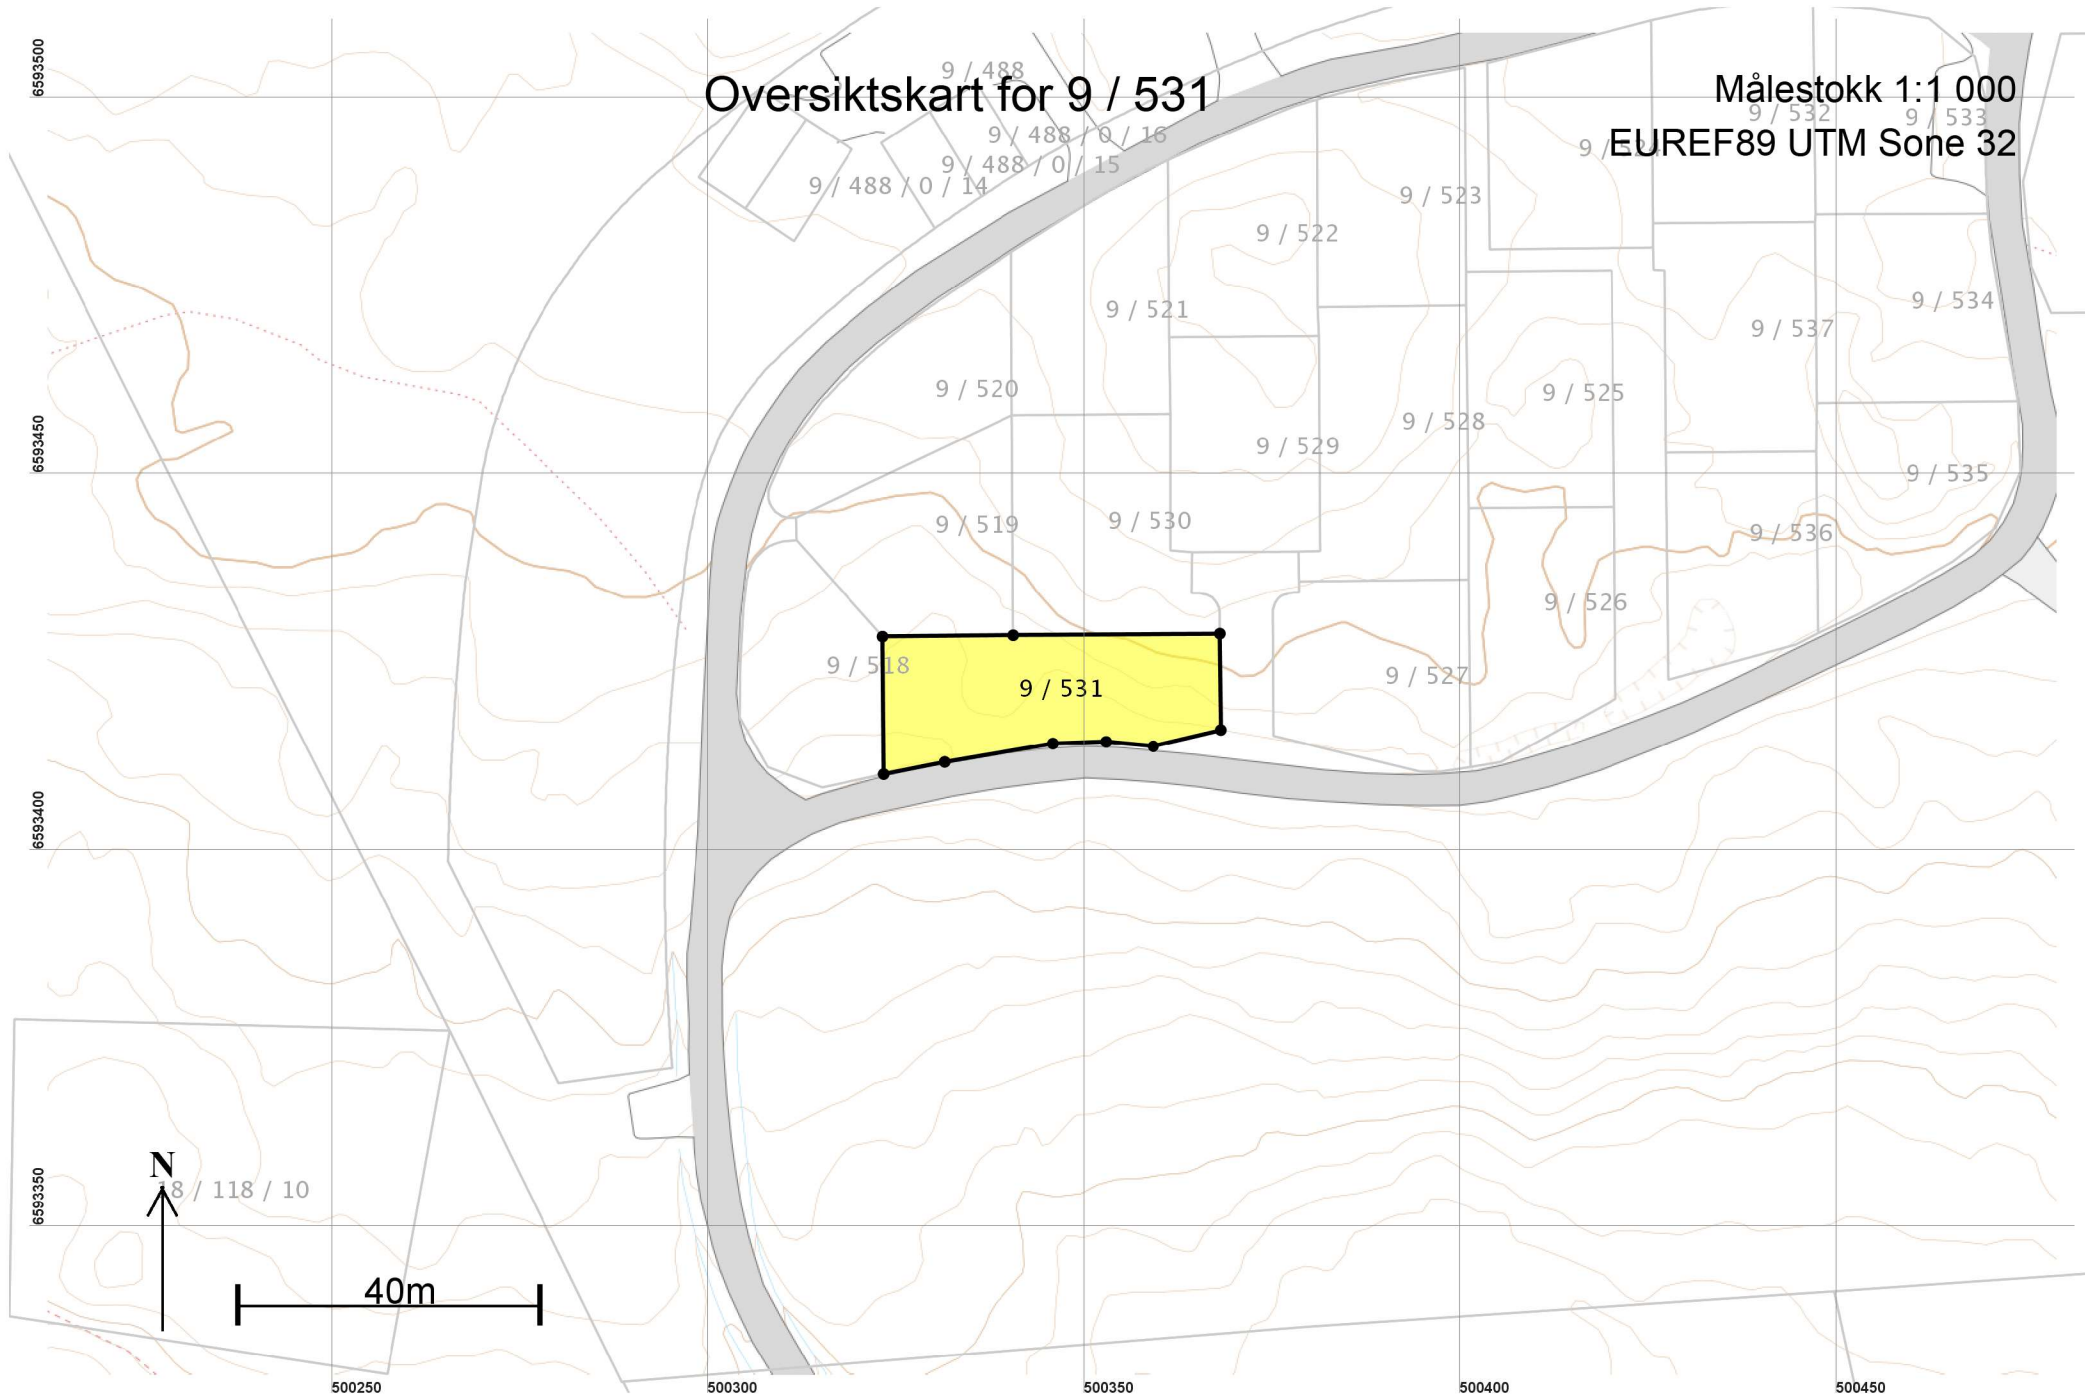 6593500
9 / 488
Oversiktskart for 9 / 531
Målestokk 1:1 000
9 / 532
9 / 533
9 / 488 / 0 / 16
EUREF89 UTM Sone 32
9 / 524
9 / 488 / 0 / 15
9 / 488 / 0 / 14
9 / 523
9 / 522
9 / 521
9 / 534
9 / 537
9 / 520
9 / 525
9 / 528
6593450
9 / 529
9 / 535
9 / 519
9 / 530
9 / 536
9 / 526
9 / 518
9 / 527
9 / 531
6593400
N
18 / 118 / 10
6593350
40m
500250
500300
500350
500400
500450